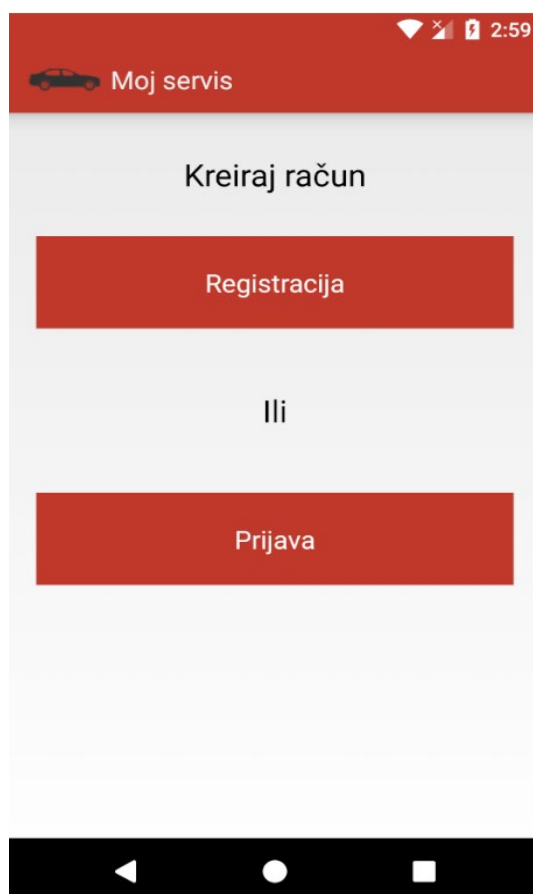 2:59
Moj servis
Kreiraj račun
Registracija
Ili
Prijava